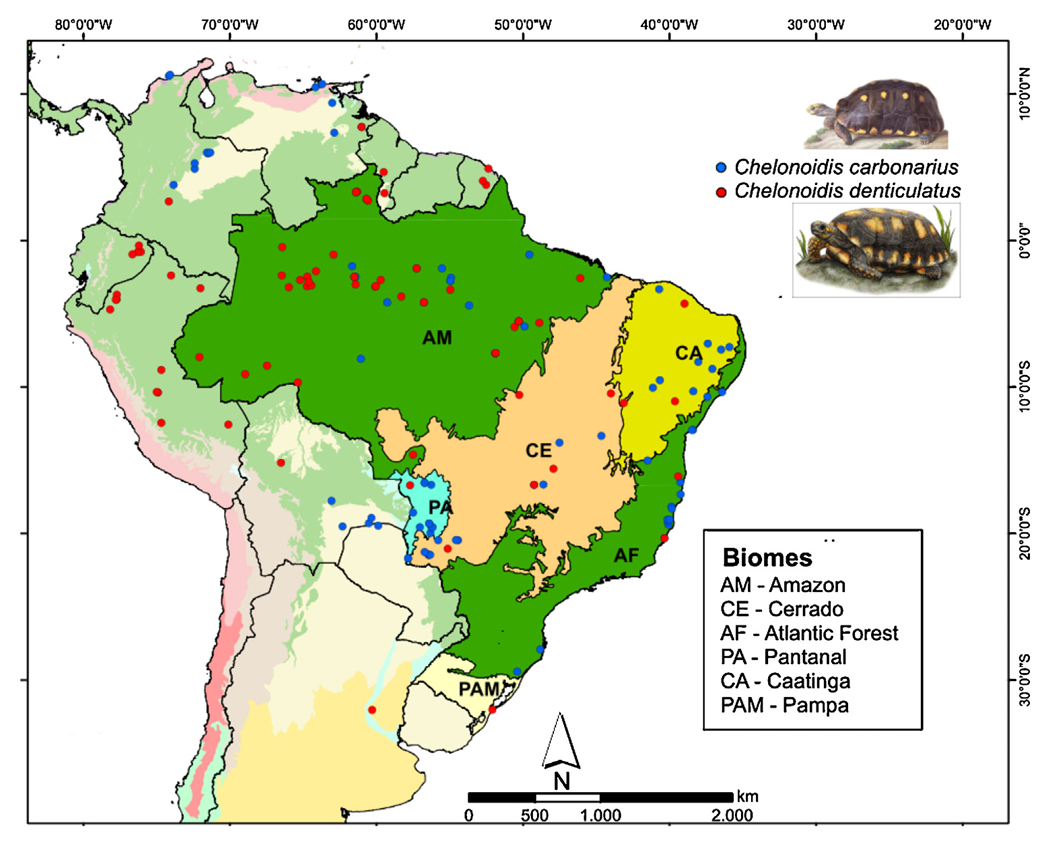 80°0'0"W 70°0'0"W 60°0'0"W 50°0'0"W 40°0'0"W 30°0'0"W 20°0'0"W
10°0'0"N
Chelonoidis carbonarius
Chelonoidis denticulatus
0°0'0"
AM
CA
10°0'0"S
CE
PA
20°0'0"S
AF
Biomes
AM - Amazon
CE - Cerrado
AF - Atlantic Forest
PA - Pantanal
CA - Caatinga
PAM - Pampa
30°0'0"S
PAM
N
km
0 500 1.000 2.000